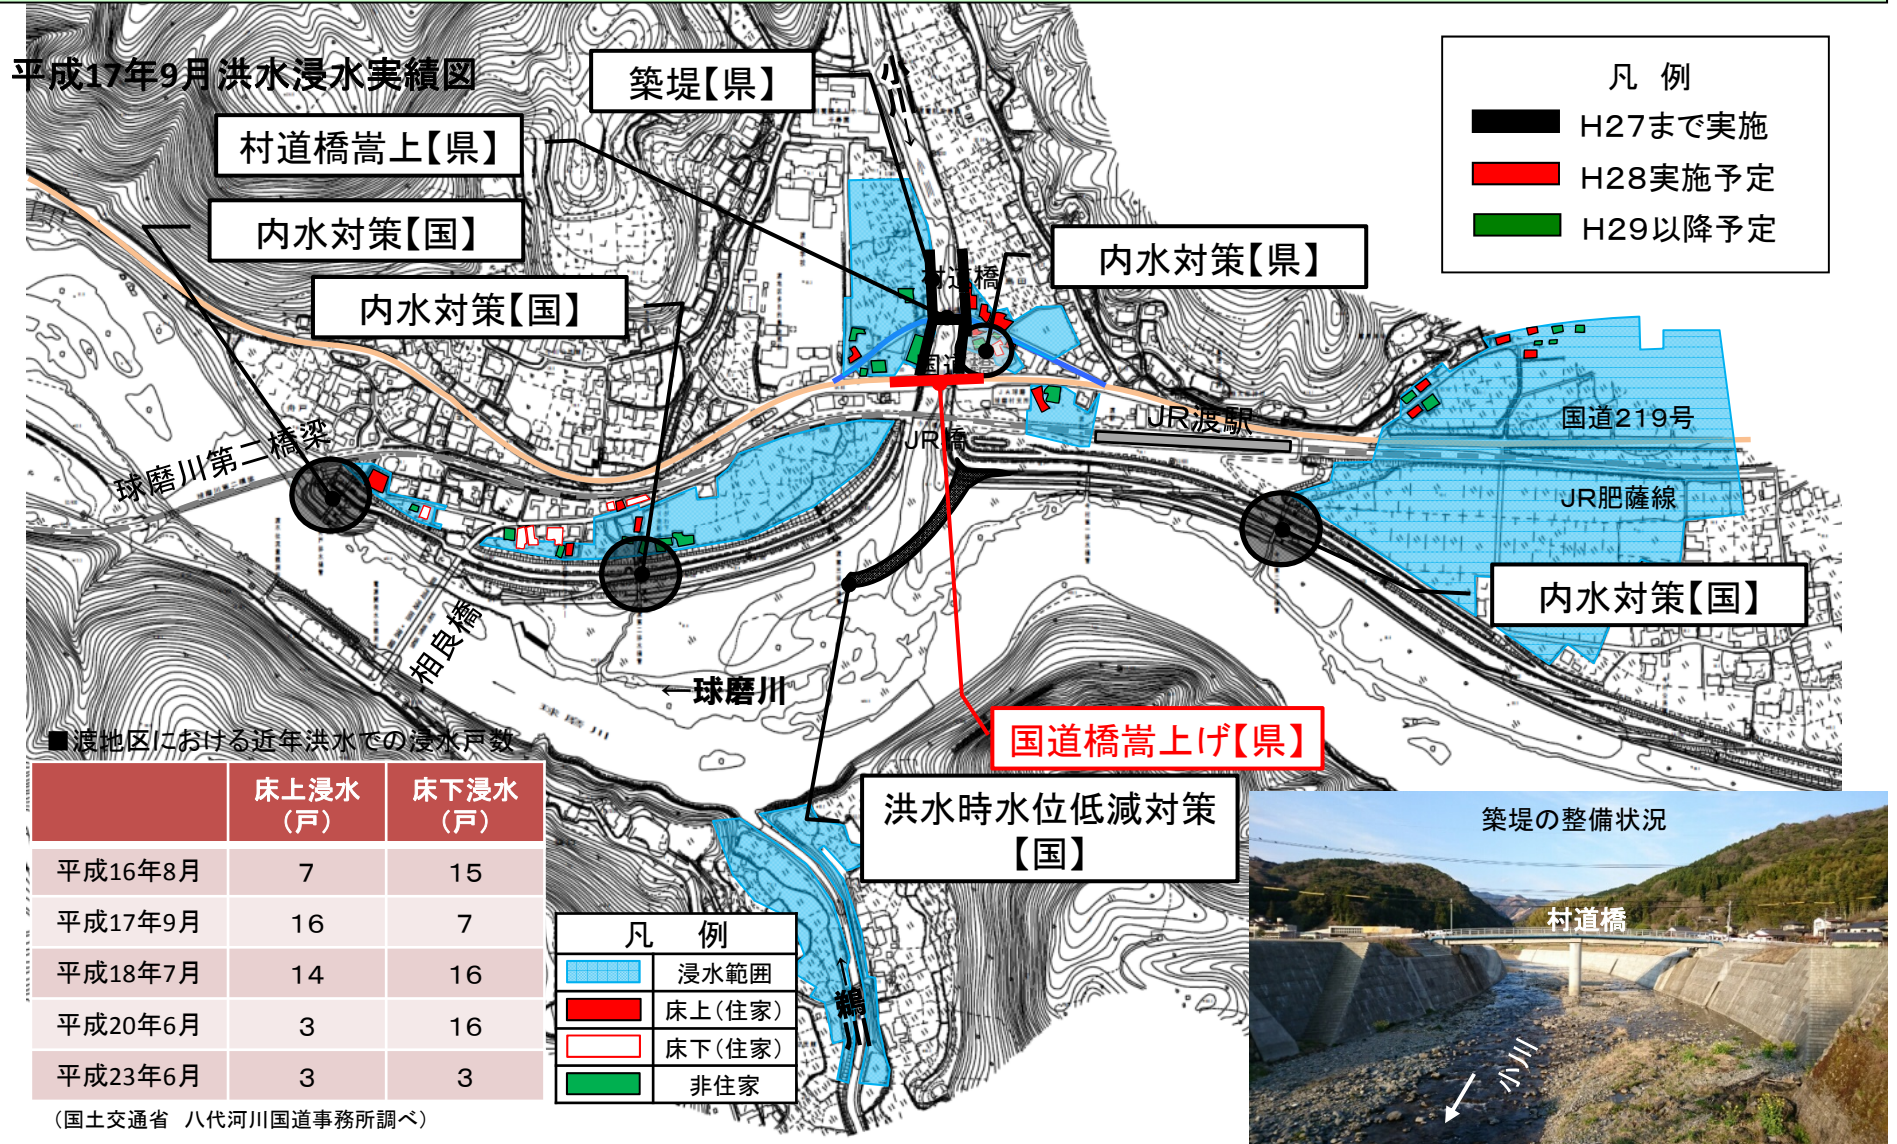 平成17年9月洪水浸水実績図
築堤【県】
小川→
村道橋嵩上【県】
内水対策【国】
内水対策【国】
内水対策【県】
凡 例
H27まで実施
H28実施予定
H29以降予定
村道橋
国道橋
JR橋
JR渡駅
国道219号
JR肥薩線
球磨川第二橋梁
相良橋
←球磨川
内水対策【国】
国道橋嵩上げ【県】
洪水時水位低減対策
【国】
■渡地区における近年洪水での浸水戸数
床上浸水(戸) 床下浸水(戸)
平成16年8月 7 15
平成17年9月 16 7
平成18年7月 14 16
平成20年6月 3 16
平成23年6月 3 3
(国土交通省 八代河川国道事務所調べ)
凡 例
浸水範囲
床上(住家)
床下(住家)
非住家
鵜川→
築堤の整備状況
村道橋
小川